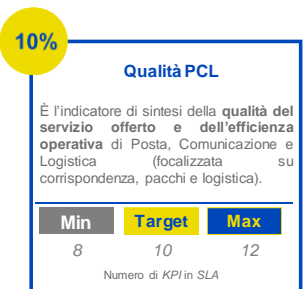 10%
Qualità PCL
È l'indicatore di sintesi della qualità del
servizio offerto e dell'efficienza
operativa di Posta, Comunicazione e
Logistica (focalizzata su
corrispondenza, pacchi e logistica).
Min Target Max
8 10 12
Numero di KPI in SLA